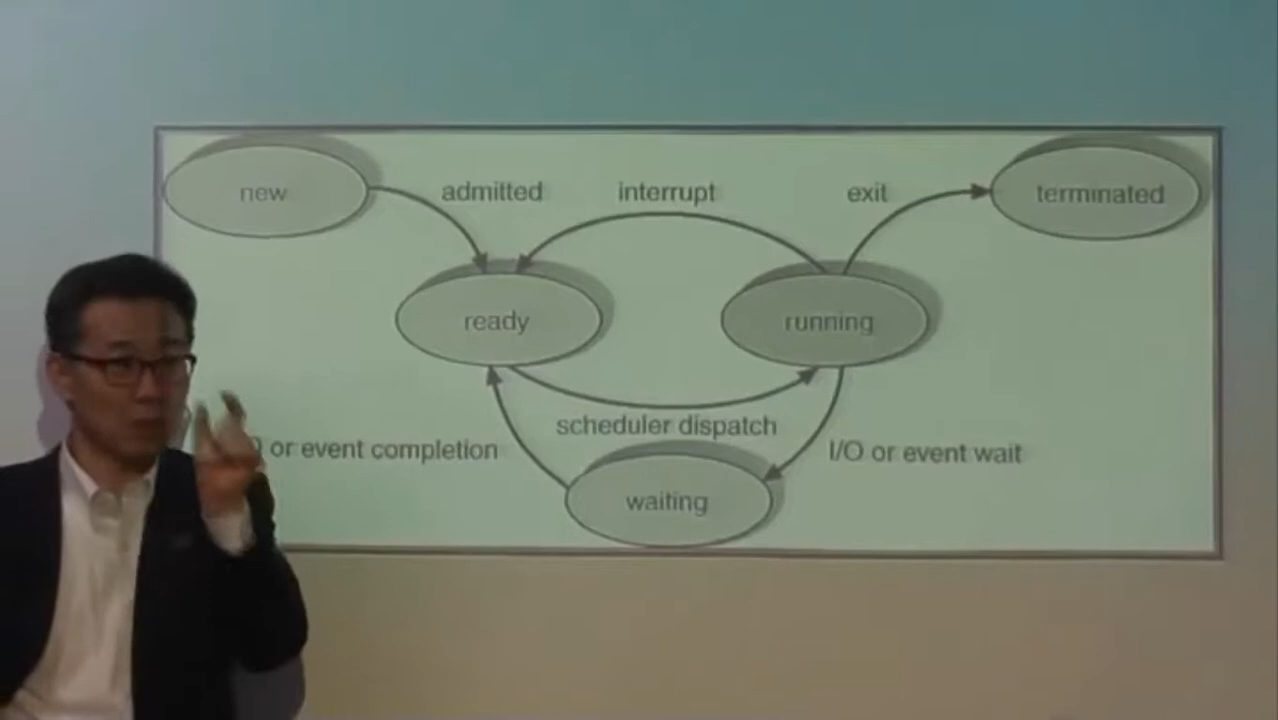 new
admitted
interrupt
exit
terminated
ready
running
scheduler dispatch
or event completion
I/O or event wait
waiting